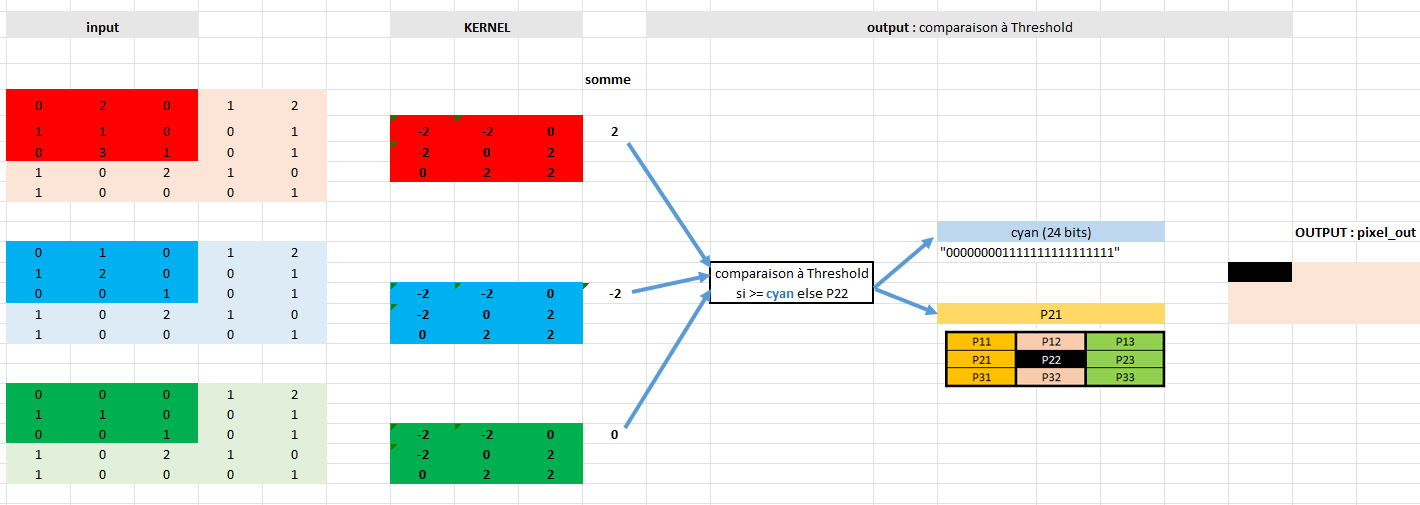 input KERNEL output : comparaison à Threshold
somme
0 2 0 1 2
1 1 0 0 1 -2 -2 0 2
0 3 1 0 1 -2 0 2
1 0 2 1 0 0 2 2
1 0 0 0 1
cyan (24 bits) OUTPUT : pixel_out
0 1 0 1 2 "000000001111111111111111"
1 2 0 0 1 comparaison à Threshold
0 0 1 0 1 -2 -2 0 -2 si >= cyan else P22
1 0 2 1 0 -2 0 2 P21
1 0 0 0 1 0 2 2
P11 P12 P13
P21 P22 P23
P31 P32 P33
0 0 0 1 2
1 1 0 0 1
0 0 1 0 1 -2 -2 0 0
1 0 2 1 0 -2 0 2
1 0 0 0 1 0 2 2